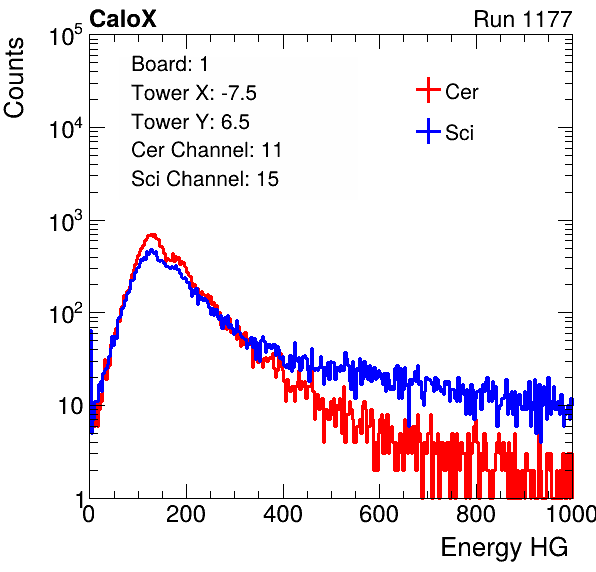 CaloX Run 1177
Counts
10^5
10^4
10^3
10^2
10
1
Board: 1
Tower X: -7.5
Tower Y: 6.5
Cer Channel: 11
Sci Channel: 15
Cer
Sci
0 200 400 600 800 1000
Energy HG